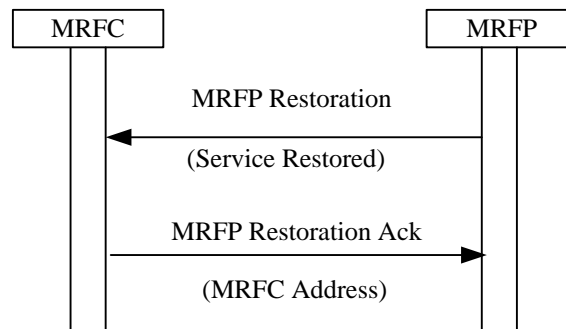 MRFC
MRFP
MRFP Restoration
(Service Restored)
MRFP Restoration Ack
(MRFC Address)